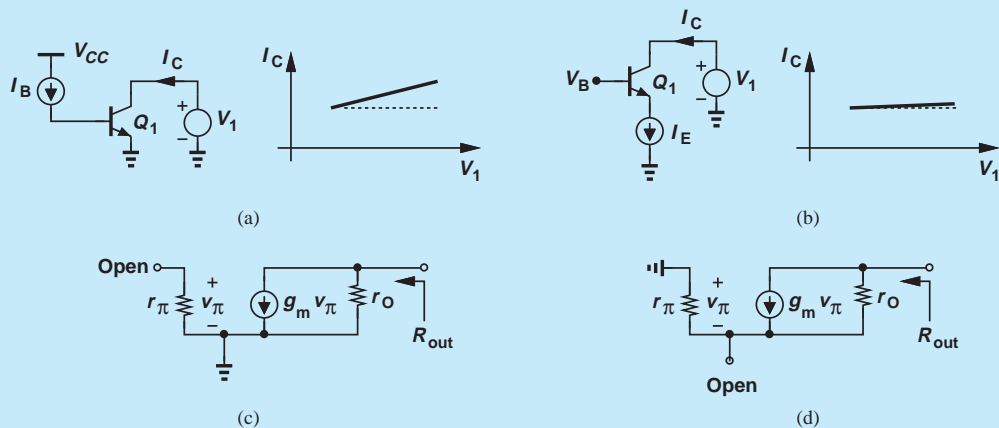 V_CC
I_B
I_C
Q_1
+
−
V_1
I_C
V_1
(a)
V_B
I_C
Q_1
+
−
V_1
I_E
I_C
V_1
(b)
Open
r_π
+
v_π
−
g_m v_π
r_O
R_out
(c)
r_π
+
v_π
−
g_m v_π
r_O
R_out
Open
(d)